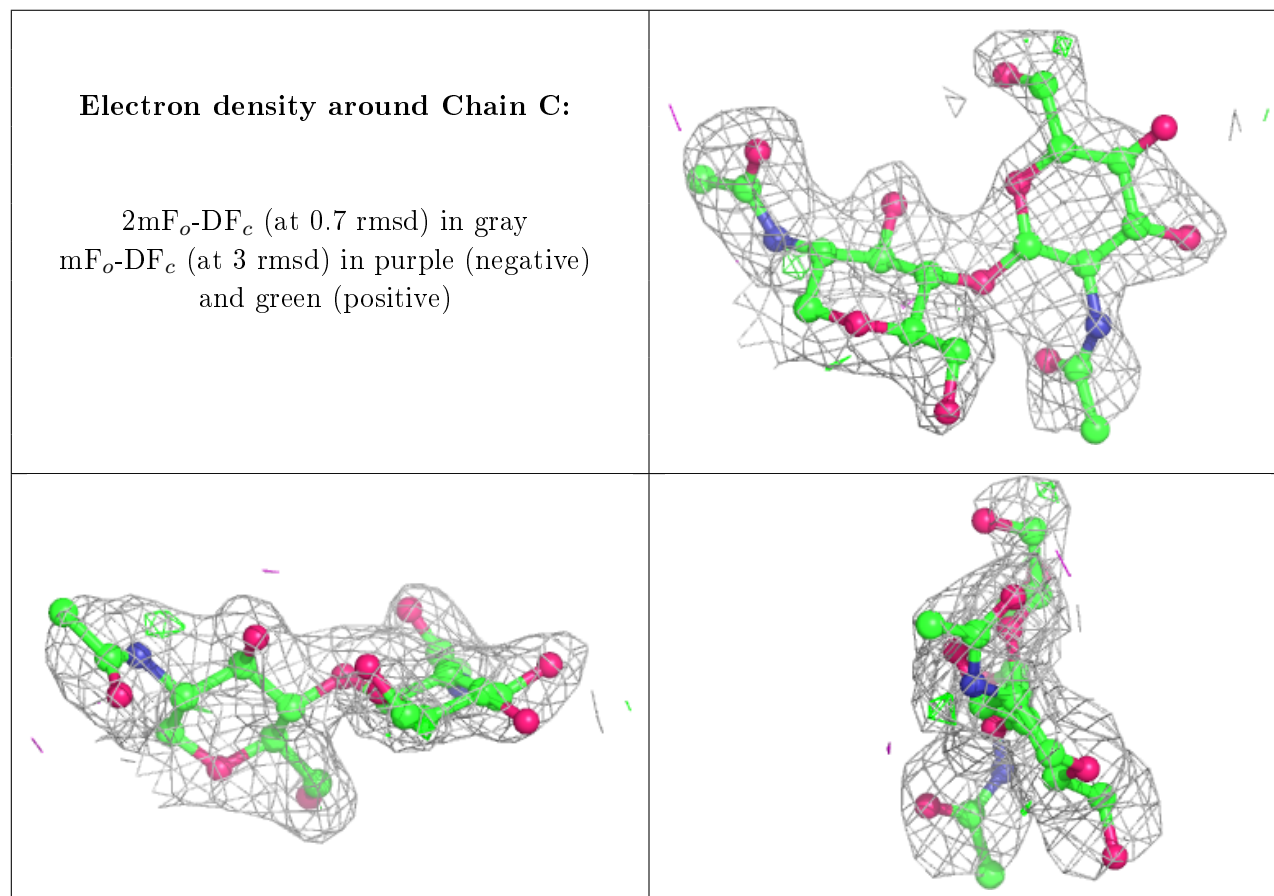 Electron density around Chain C:
2mFₒ-DF𝒸 (at 0.7 rmsd) in gray
mFₒ-DF𝒸 (at 3 rmsd) in purple (negative)
and green (positive)